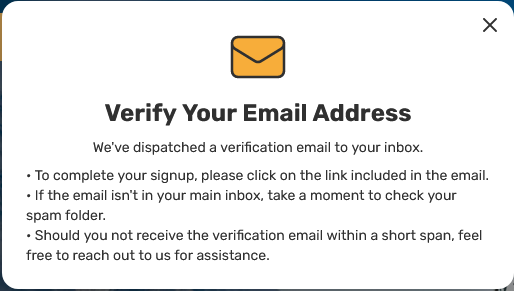 Verify Your Email Address
We've dispatched a verification email to your inbox.
• To complete your signup, please click on the link included in the email.
• If the email isn't in your main inbox, take a moment to check your
spam folder.
• Should you not receive the verification email within a short span, feel
free to reach out to us for assistance.